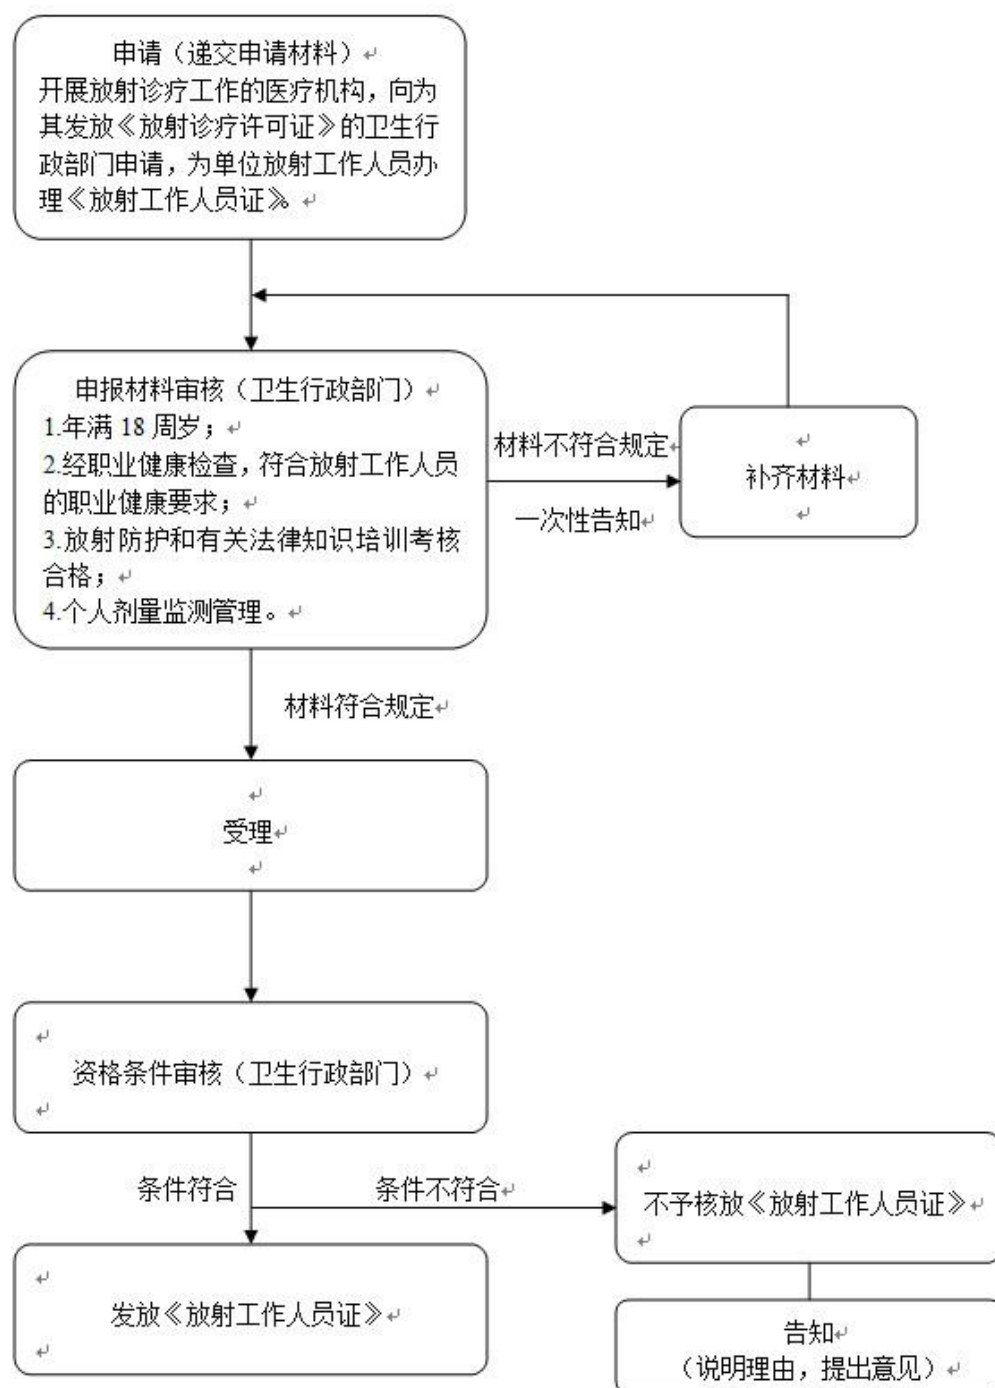 申请（递交申请材料）
开展放射诊疗工作的医疗机构，向为
其发放《放射诊疗许可证》的卫生行
政部门申请，为单位放射工作人员办
理《放射工作人员证》。
申报材料审核（卫生行政部门）
1.年满 18 周岁；
2.经职业健康检查，符合放射工作人员
的职业健康要求；
3.放射防护和有关法律知识培训考核
合格；
4.个人剂量监测管理。
材料不符合规定
一次性告知
补齐材料
材料符合规定
受理
资格条件审核（卫生行政部门）
条件符合
条件不符合
不予核放《放射工作人员证》
发放《放射工作人员证》
告知
（说明理由，提出意见）